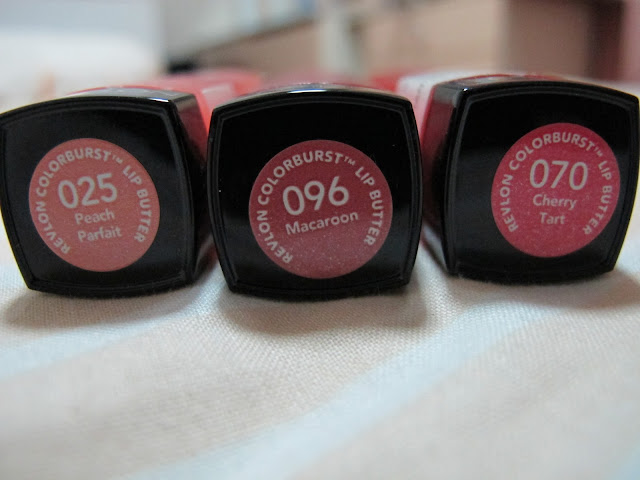 REVLON COLORBURST™ LIP BUTTER
025
Peach
Parfait
REVLON COLORBURST™ LIP BUTTER
096
Macaroon
REVLON COLORBURST™ LIP BUTTER
070
Cherry
Tart